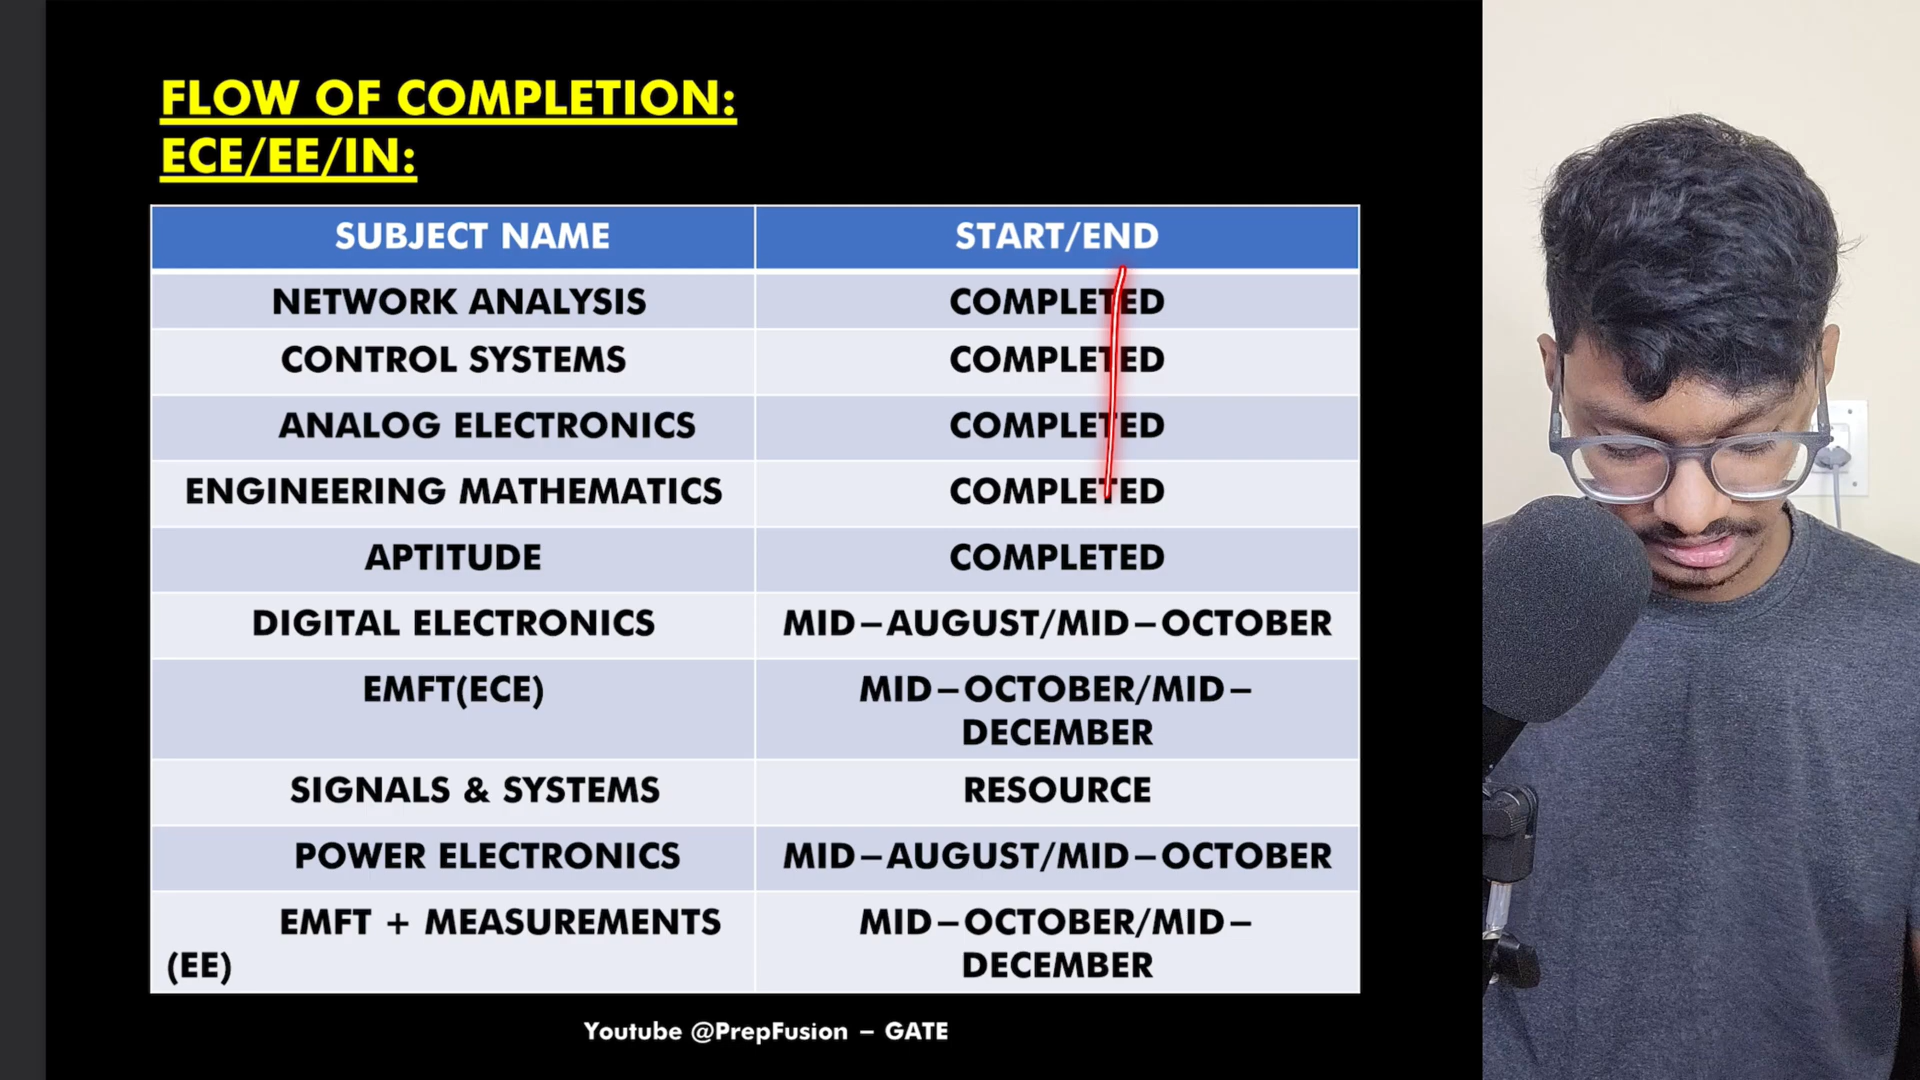 FLOW OF COMPLETION:
ECE/EE/IN:
SUBJECT NAME START/END
NETWORK ANALYSIS COMPLETED
CONTROL SYSTEMS COMPLETED
ANALOG ELECTRONICS COMPLETED
ENGINEERING MATHEMATICS COMPLETED
APTITUDE COMPLETED
DIGITAL ELECTRONICS MID–AUGUST/MID–OCTOBER
EMFT(ECE) MID–OCTOBER/MID–
DECEMBER
SIGNALS & SYSTEMS RESOURCE
POWER ELECTRONICS MID–AUGUST/MID–OCTOBER
EMFT + MEASUREMENTS MID–OCTOBER/MID–
(EE) DECEMBER
Youtube @PrepFusion – GATE